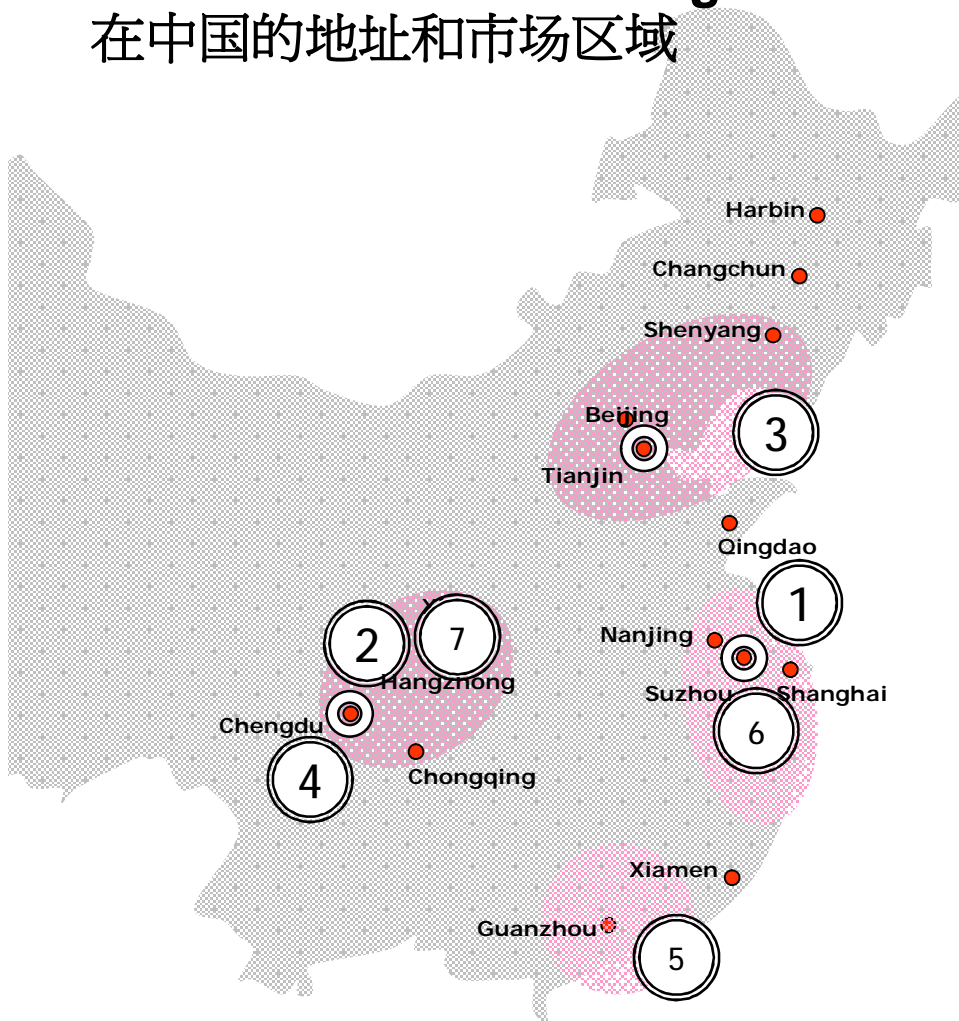 在中国的地址和市场区域
Harbin
Changchun
Shenyang
Beijing
3
Tianjin
Qingdao
1
2
7
Nanjing
Hangzhong
Suzhou
Shanghai
Chengdu
6
4
Chongqing
Xiamen
Guanzhou
5